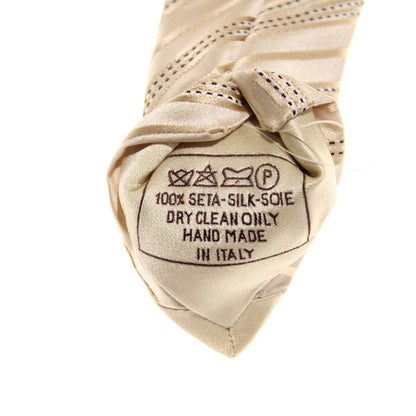 P
100% SETA-SILK-SOIE
DRY CLEAN ONLY
HAND MADE
IN ITALY